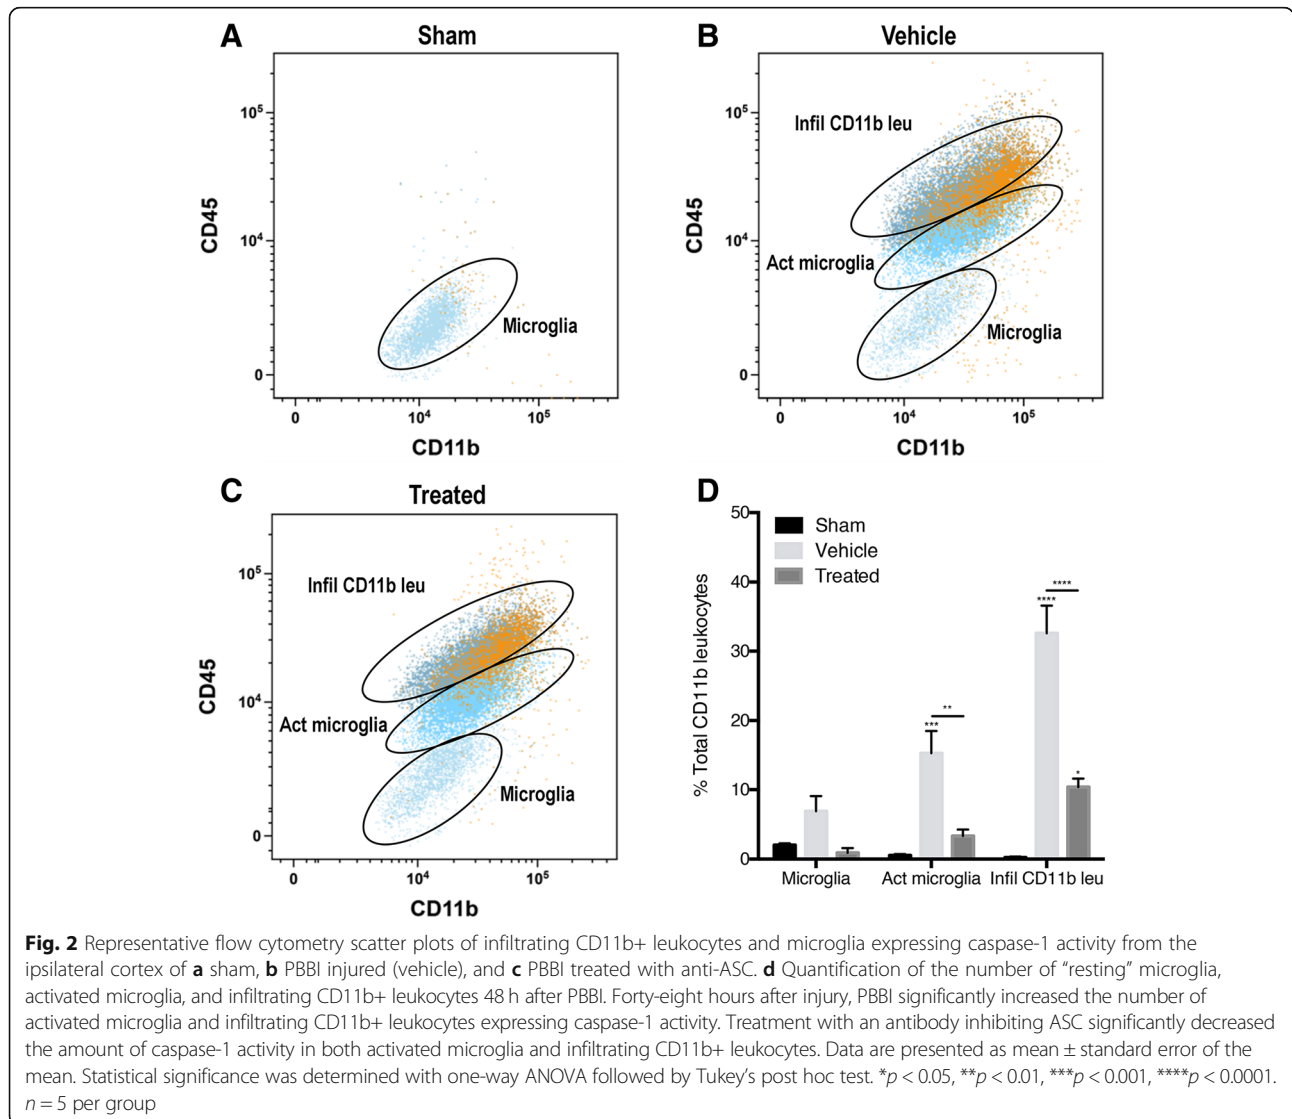 A
Sham
CD45
10⁵
10⁴
0
Microglia
0
10⁴
10⁵
CD11b
B
Vehicle
CD45
10⁵
10⁴
0
Infil CD11b leu
Act microglia
Microglia
0
10⁴
10⁵
CD11b
C
Treated
CD45
10⁵
10⁴
0
Infil CD11b leu
Act microglia
Microglia
0
10⁴
10⁵
CD11b
D
% Total CD11b leukocytes
50
40
30
20
10
0
Sham
Vehicle
Treated
***
**
****
****
*
Microglia
Act microglia
Infil CD11b leu
Fig. 2 Representative flow cytometry scatter plots of infiltrating CD11b+ leukocytes and microglia expressing caspase-1 activity from the
ipsilateral cortex of a sham, b PBBI injured (vehicle), and c PBBI treated with anti-ASC. d Quantification of the number of “resting” microglia,
activated microglia, and infiltrating CD11b+ leukocytes 48 h after PBBI. Forty-eight hours after injury, PBBI significantly increased the number of
activated microglia and infiltrating CD11b+ leukocytes expressing caspase-1 activity. Treatment with an antibody inhibiting ASC significantly decreased
the amount of caspase-1 activity in both activated microglia and infiltrating CD11b+ leukocytes. Data are presented as mean ± standard error of the
mean. Statistical significance was determined with one-way ANOVA followed by Tukey’s post hoc test. *p < 0.05, **p < 0.01, ***p < 0.001, ****p < 0.0001.
n = 5 per group